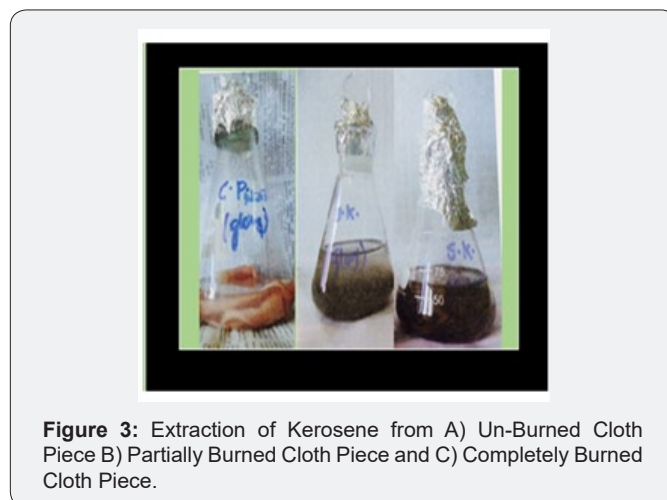 S.K.
50
Figure 3: Extraction of Kerosene from A) Un-Burned Cloth
Piece B) Partially Burned Cloth Piece and C) Completely Burned
Cloth Piece.